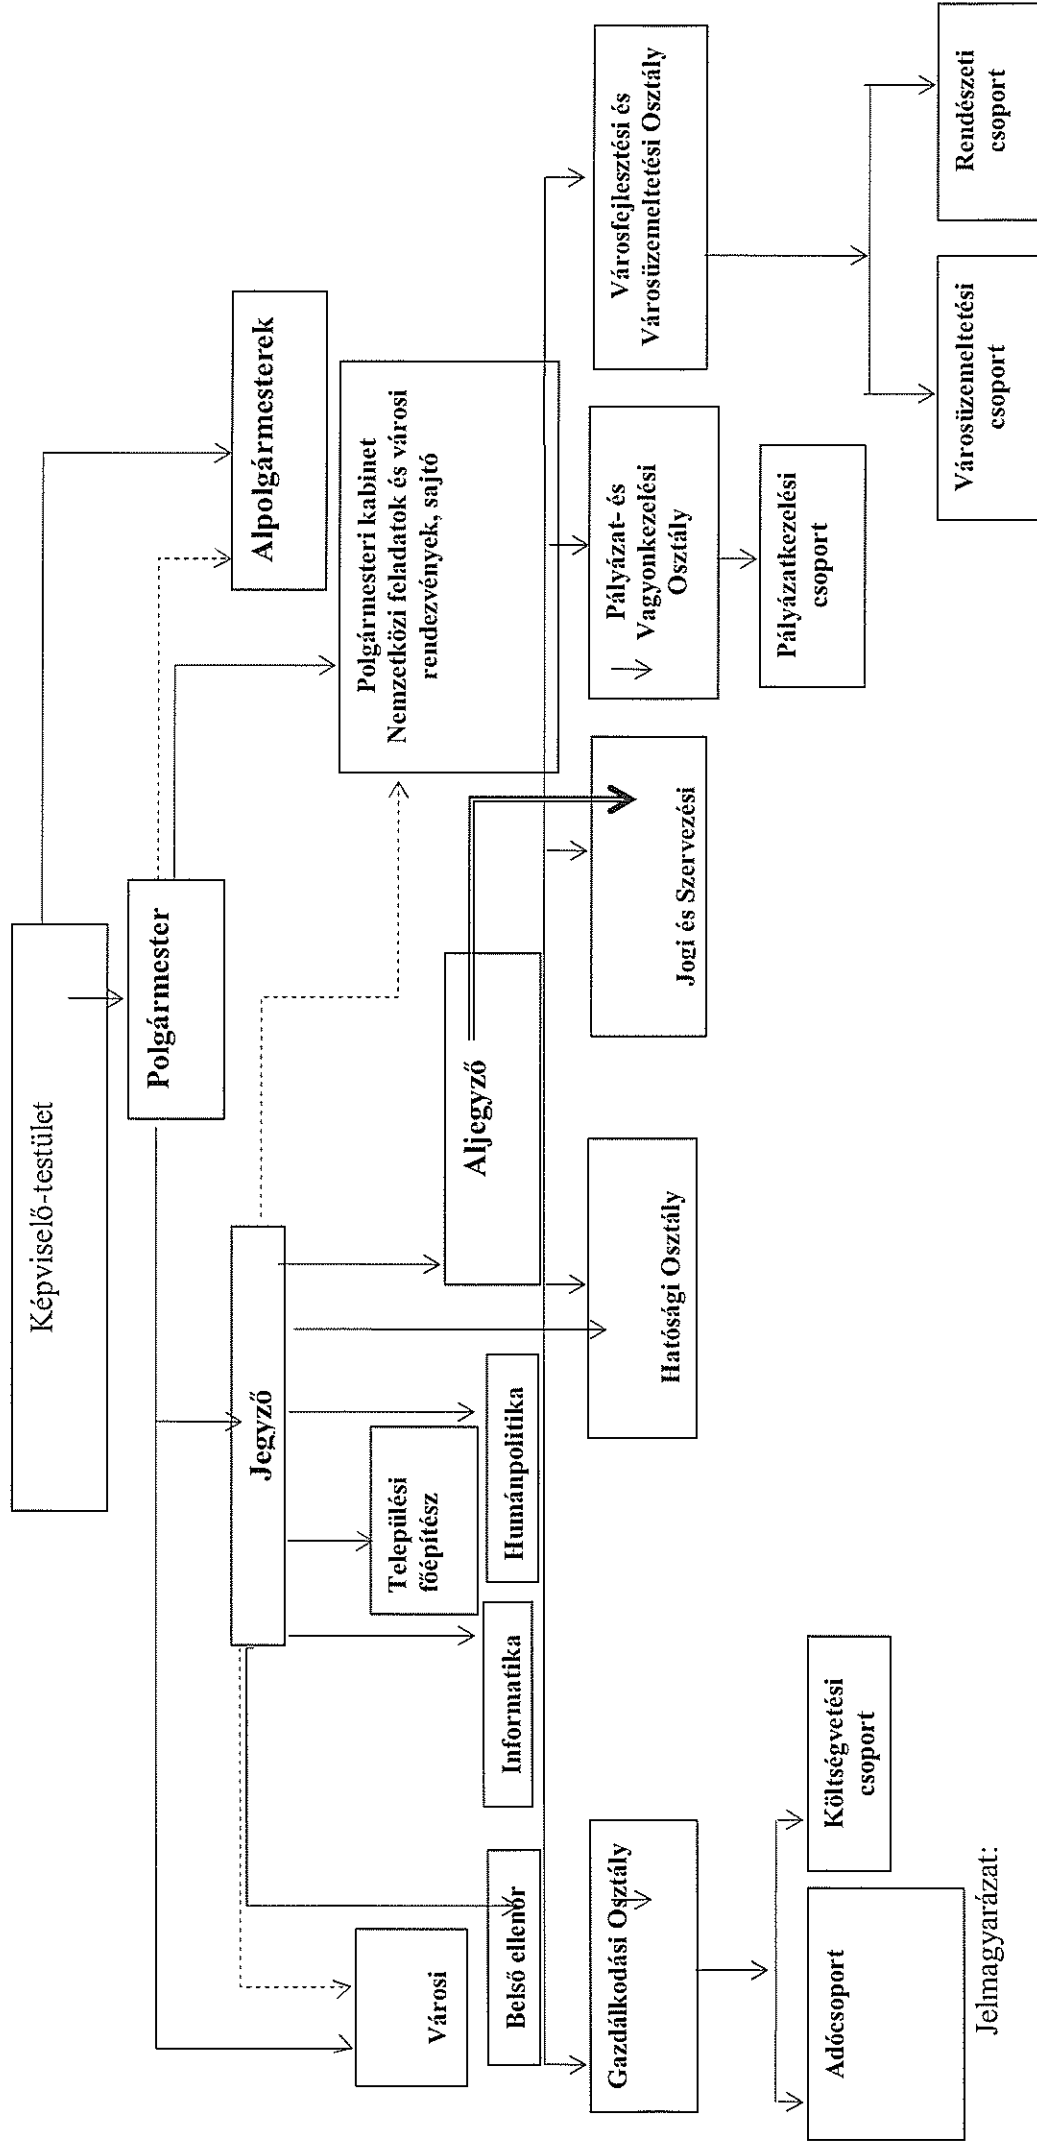 Képviselő-testület
Polgármester
Alpolgármesterek
Jegyző
Polgármesteri kabinet
Nemzetközi feladatok és városi
rendezvények, sajtó
Városi
Települési
főépítész
Aljegyző
Belső ellenőr
Informatika
Humánpolitika
Gazdálkodási Osztály
Hatósági Osztály
Jogi és Szervezési
Pályázat- és
Vagyonkezelési
Osztály
Városfejlesztési és
Városüzemeltetési Osztály
Pályázatkezelési
csoport
Adócsoport
Költségvetési
csoport
Városüzemeltetési
csoport
Rendészeti
csoport
Jelmagyarázat: